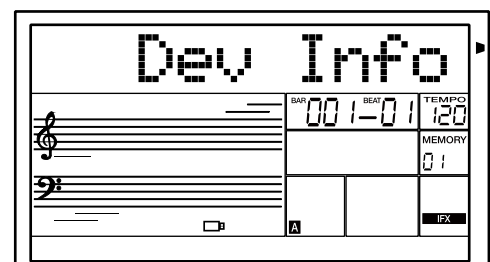 Dev Info
BAR 001 BEAT -01
TEMPO
120
MEMORY
01
A
IFX